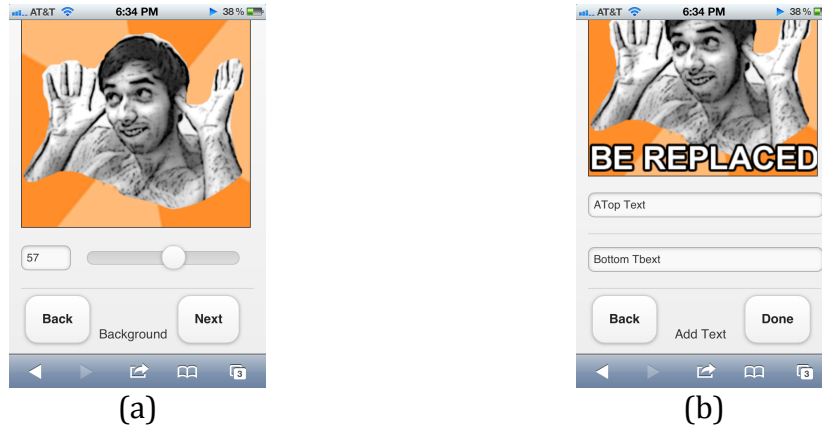 AT&T 6:34 PM 38%
57
Back Background Next
3
(a)
AT&T 6:34 PM 38%
BE REPLACED
ATop Text
Bottom Tbext
Back Add Text Done
3
(b)